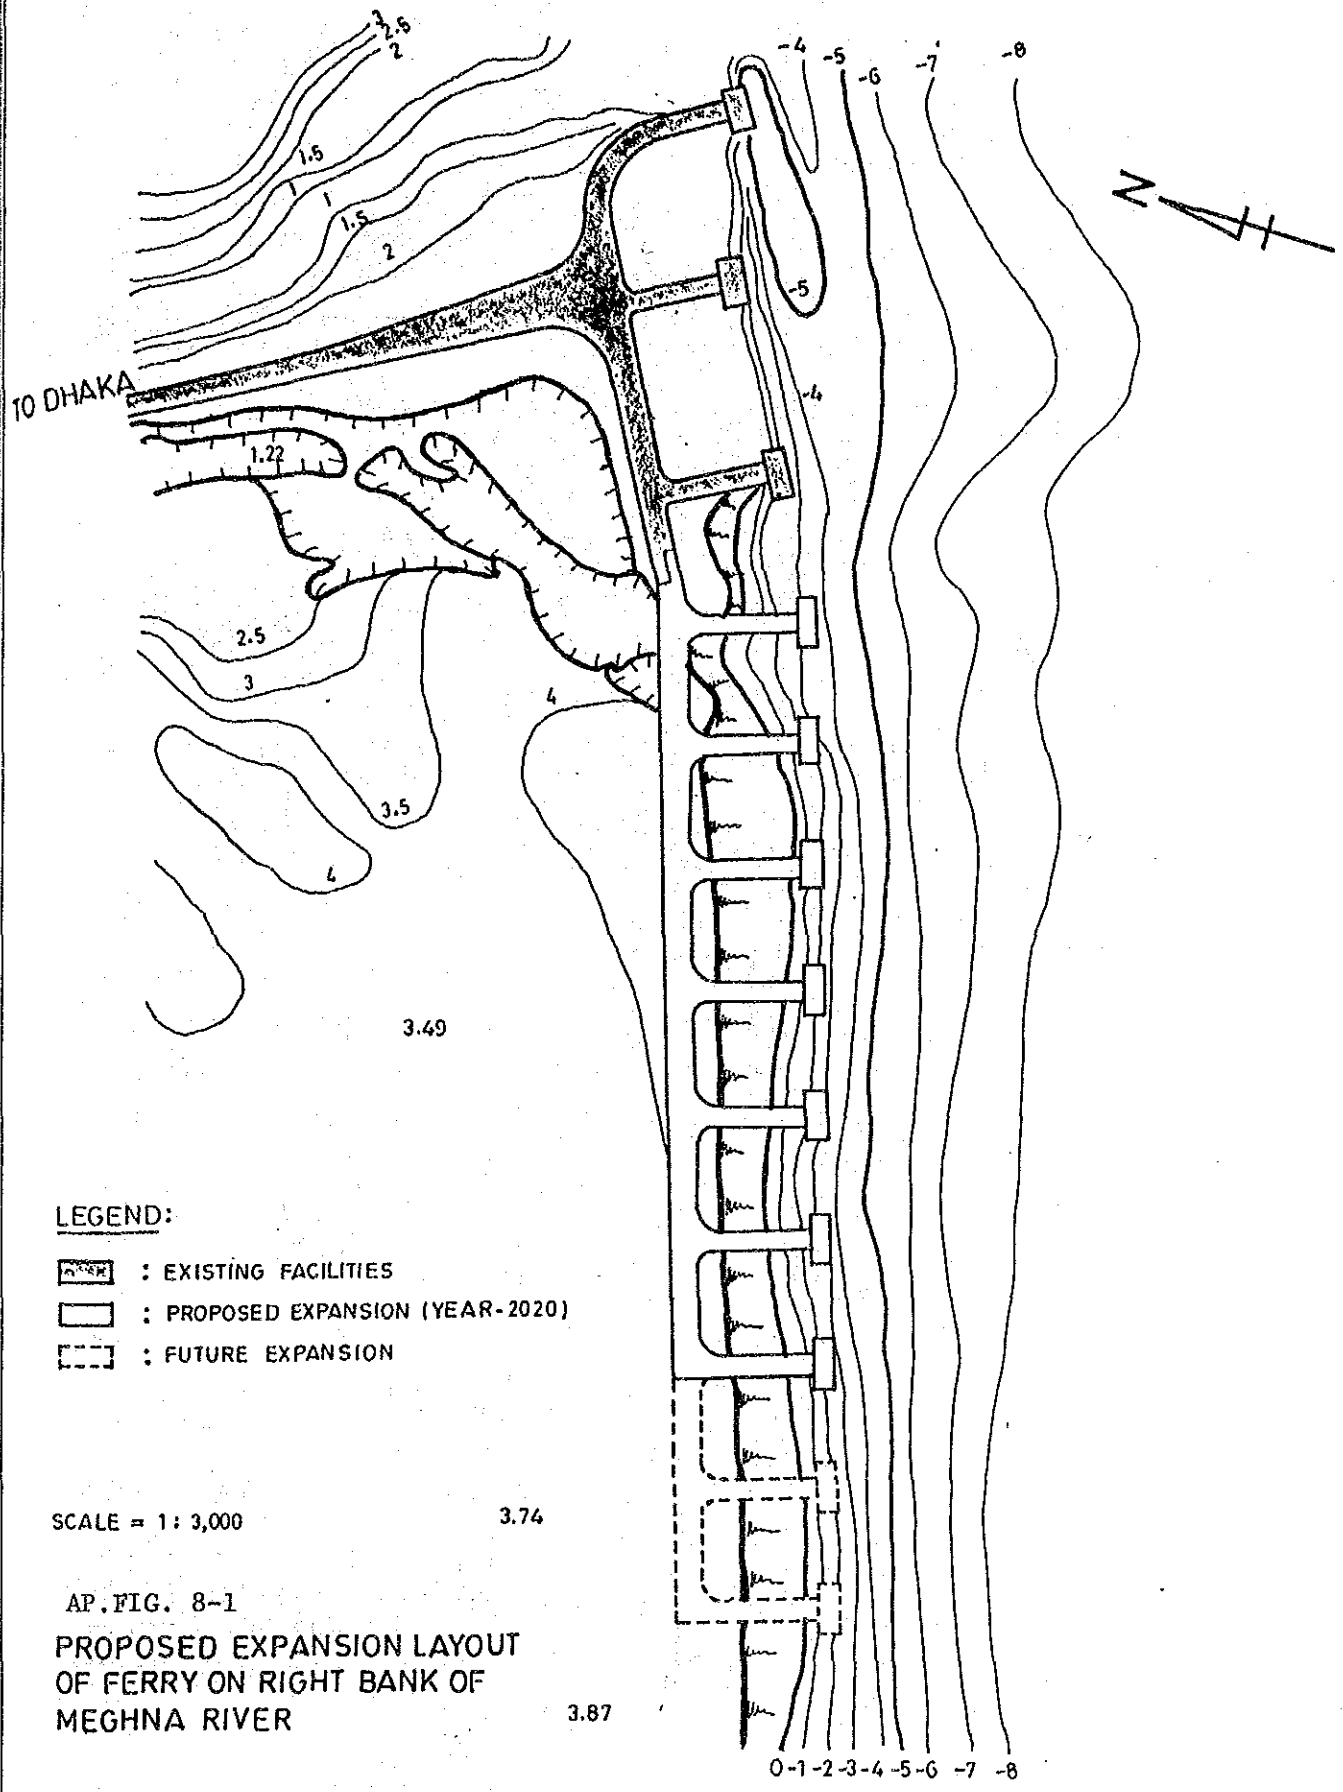 3
2.5
2
-4
-5
-6
-7
-8
1.5
1
1
1.5
2
N
-5
TO DHAKA
-4
1.22
2.5
3
4
3.5
4
3.49
LEGEND:
: EXISTING FACILITIES
: PROPOSED EXPANSION (YEAR-2020)
: FUTURE EXPANSION
SCALE = 1: 3,000
3.74
AP.FIG. 8-1
PROPOSED EXPANSION LAYOUT
OF FERRY ON RIGHT BANK OF
MEGHNA RIVER
3.87
0 -1 -2 -3 -4 -5 -6 -7 -8